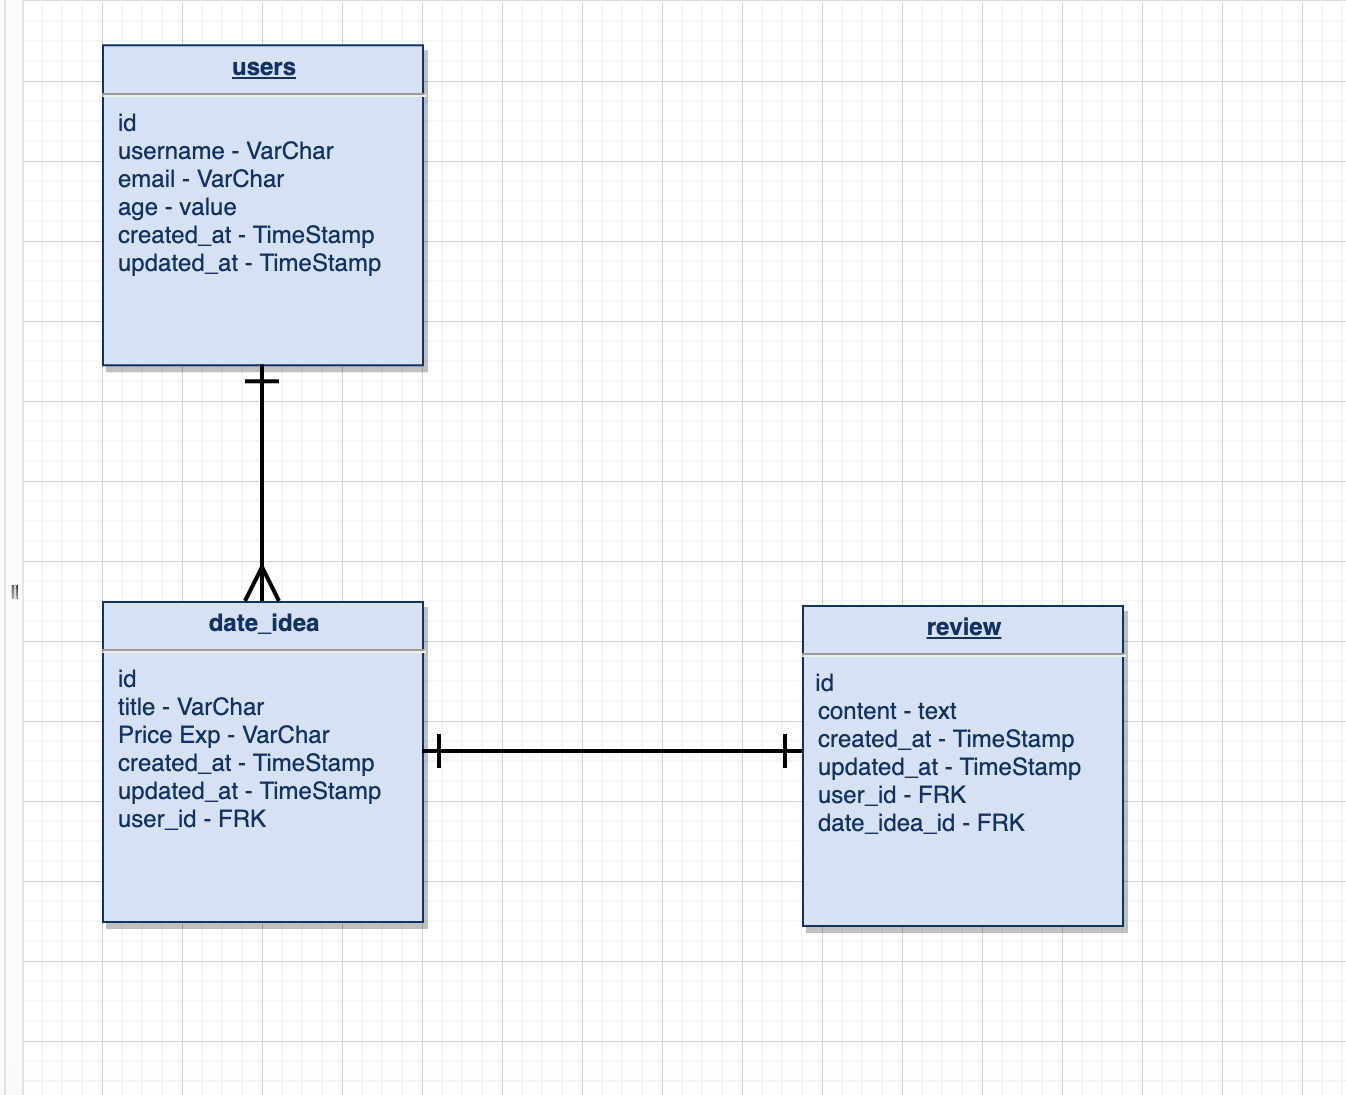 users
id
username - VarChar
email - VarChar
age - value
created_at - TimeStamp
updated_at - TimeStamp
date_idea
id
title - VarChar
Price Exp - VarChar
created_at - TimeStamp
updated_at - TimeStamp
user_id - FRK
review
id
content - text
created_at - TimeStamp
updated_at - TimeStamp
user_id - FRK
date_idea_id - FRK